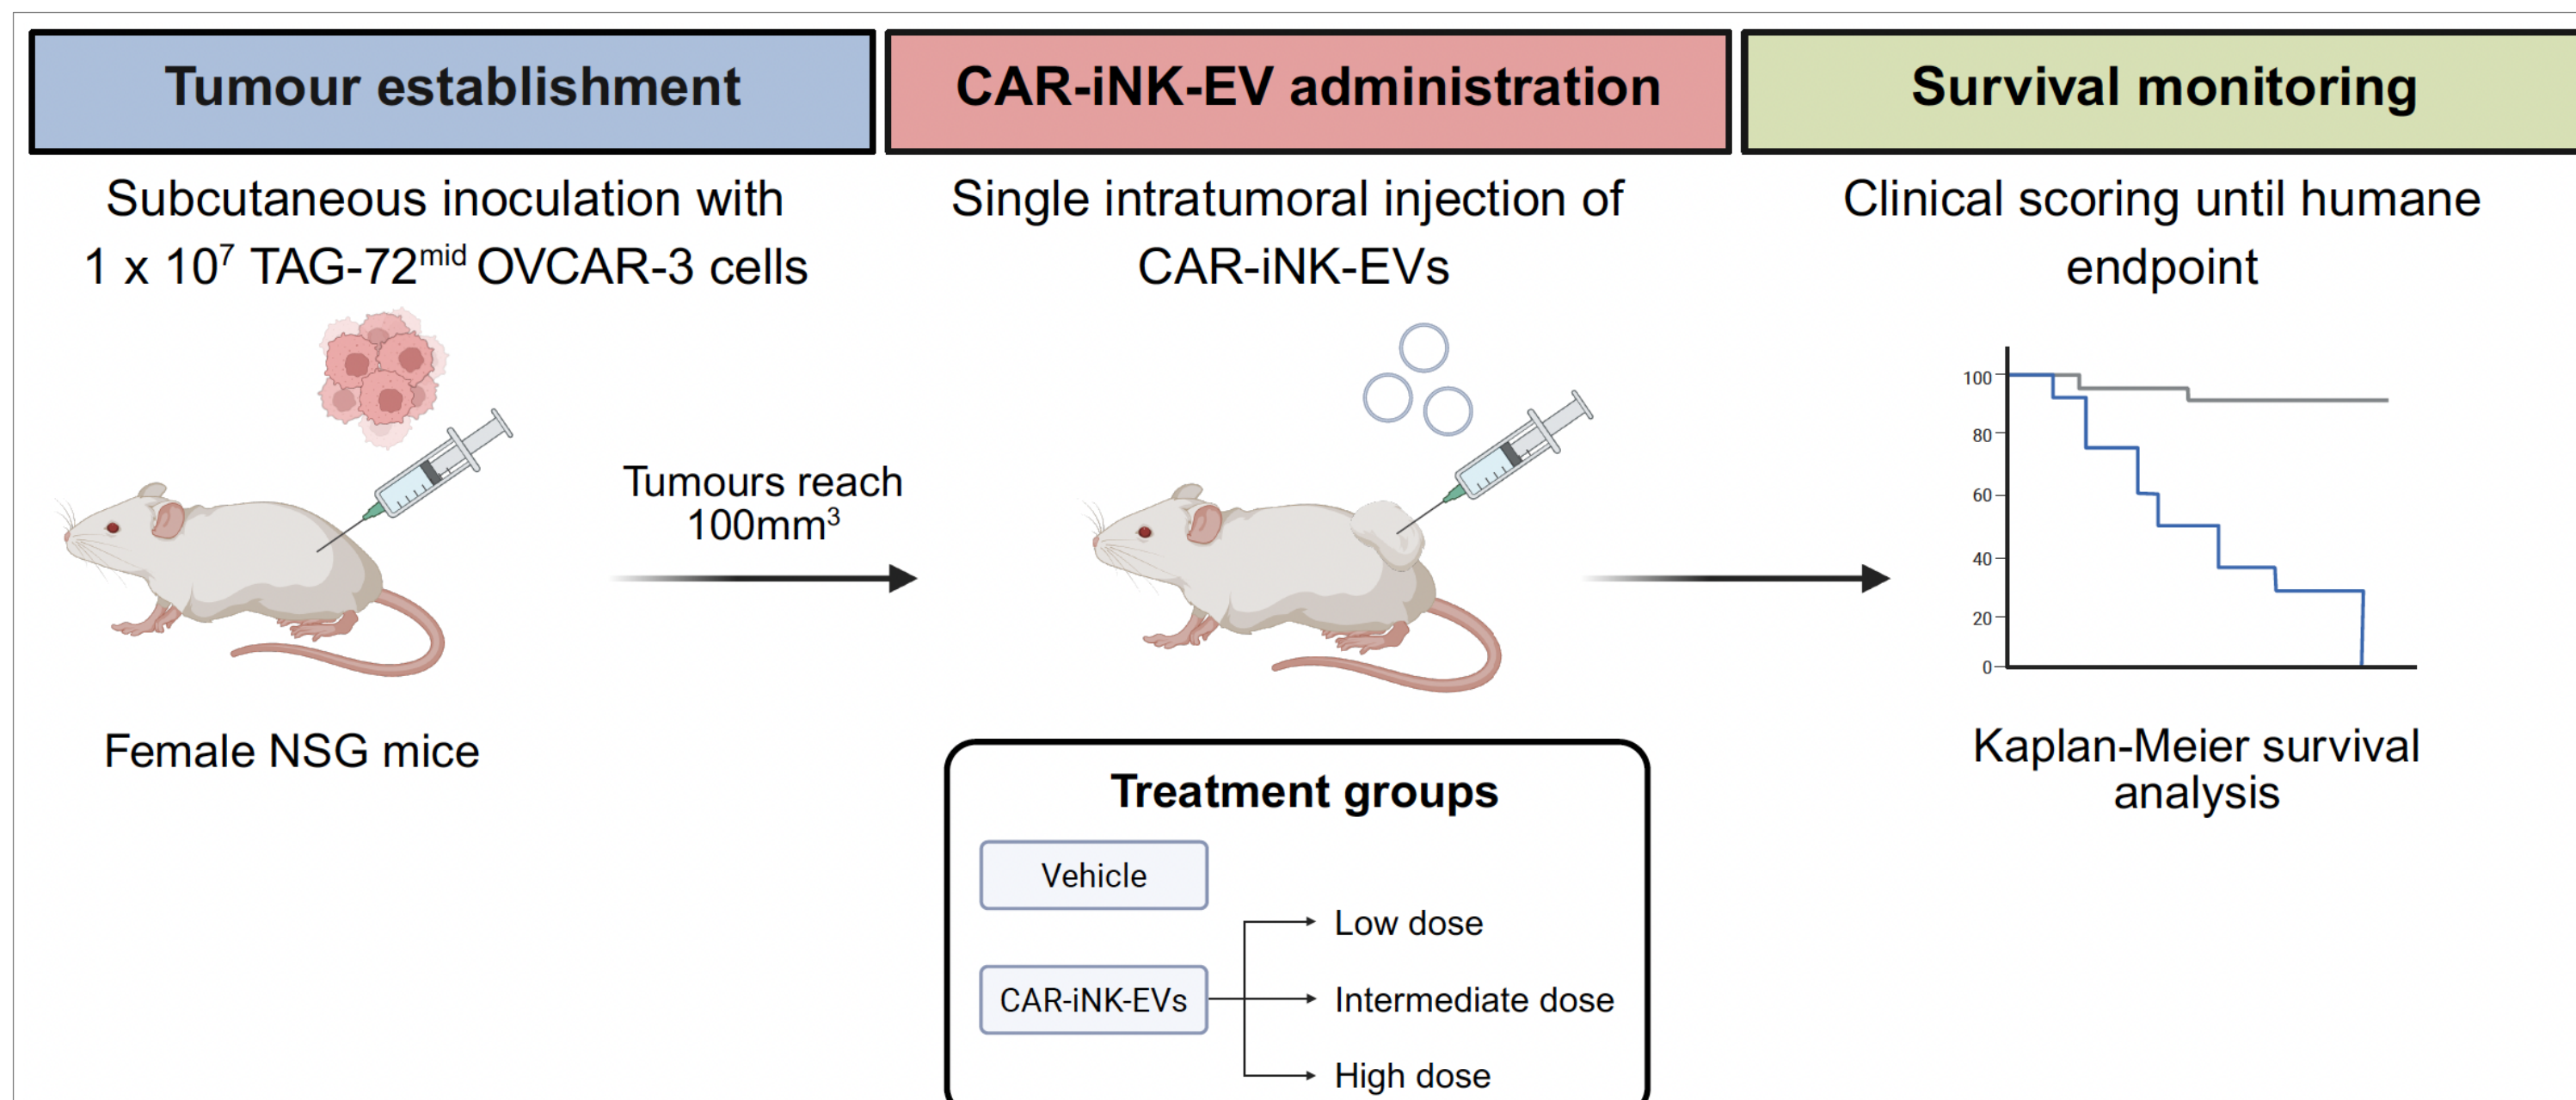 Tumour establishment
CAR-iNK-EV administration
Survival monitoring
Subcutaneous inoculation with
1 x 10⁷ TAG-72ᵐⁱᵈ OVCAR-3 cells
Single intratumoral injection of
CAR-iNK-EVs
Clinical scoring until humane
endpoint
Tumours reach
100mm³
100
80
60
40
20
0
Female NSG mice
Kaplan-Meier survival
analysis
Treatment groups
Vehicle
CAR-iNK-EVs
Low dose
Intermediate dose
High dose